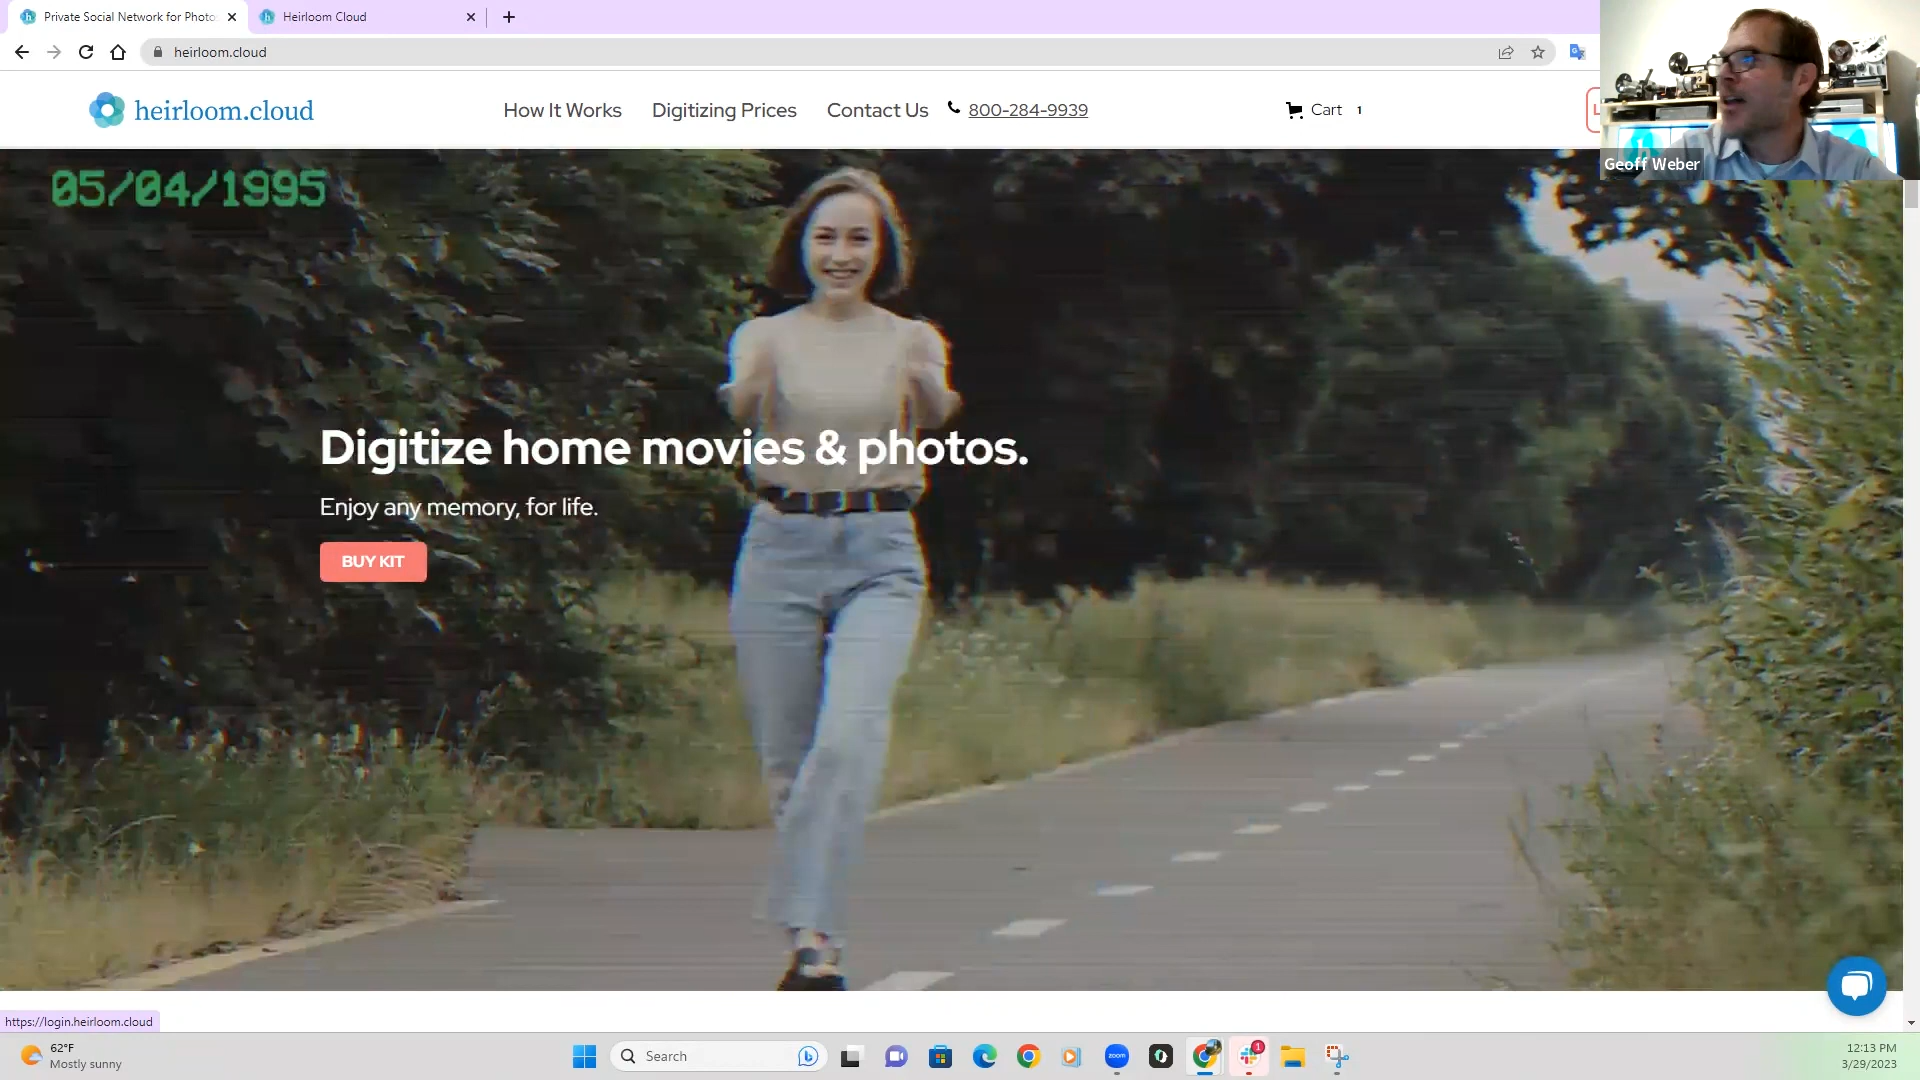 Private Social Network for Photo
Heirloom Cloud
heirloom.cloud
heirloom.cloud
How It Works
Digitizing Prices
Contact Us
800-284-9939
Cart 1
Geoff Weber
05/04/1995
Digitize home movies & photos.
Enjoy any memory, for life.
BUY KIT
https://login.heirloom.cloud
62°F
Mostly sunny
Search
zoom
1
12:13 PM
3/29/2023